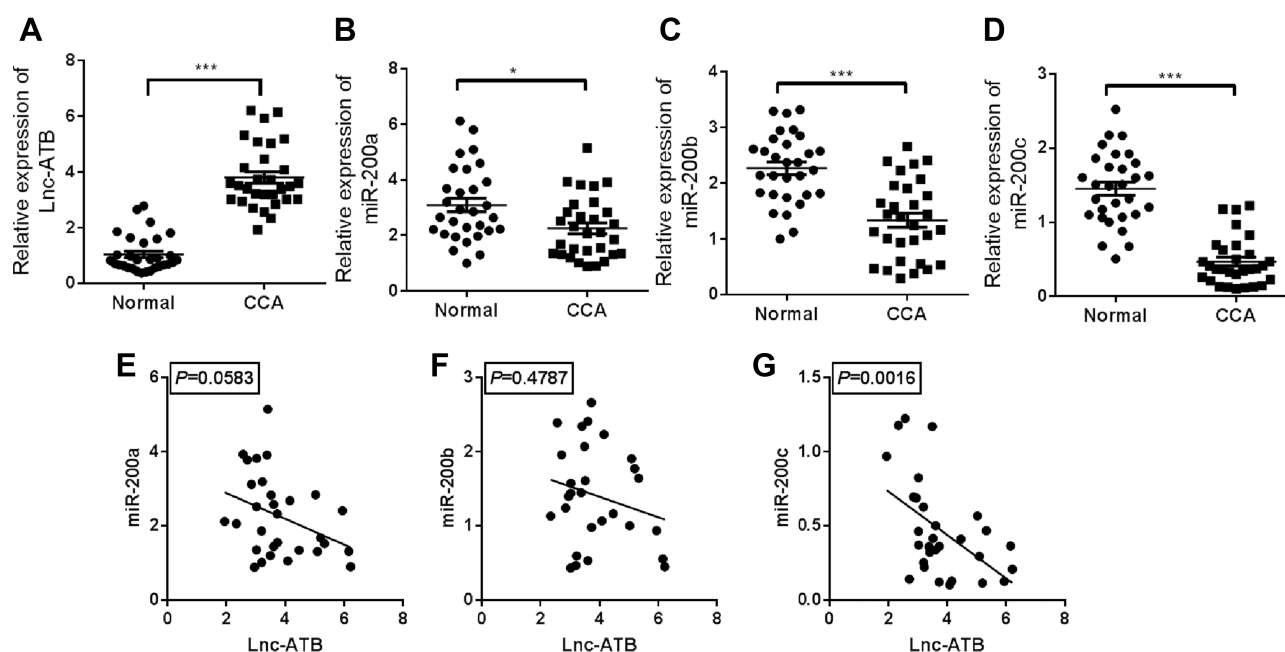 A
Relative expression of
Lnc-ATB
8
6
4
2
0
***
Normal
CCA
B
Relative expression of
miR-200a
8
6
4
2
0
*
Normal
CCA
C
Relative expression of
miR-200b
4
3
2
1
0
***
Normal
CCA
D
Relative expression of
miR-200c
3
2
1
0
***
Normal
CCA
E
P=0.0583
miR-200a
6
4
2
0
0
2
4
6
8
Lnc-ATB
F
P=0.4787
miR-200b
3
2
1
0
0
2
4
6
8
Lnc-ATB
G
P=0.0016
miR-200c
1.5
1.0
0.5
0.0
0
2
4
6
8
Lnc-ATB